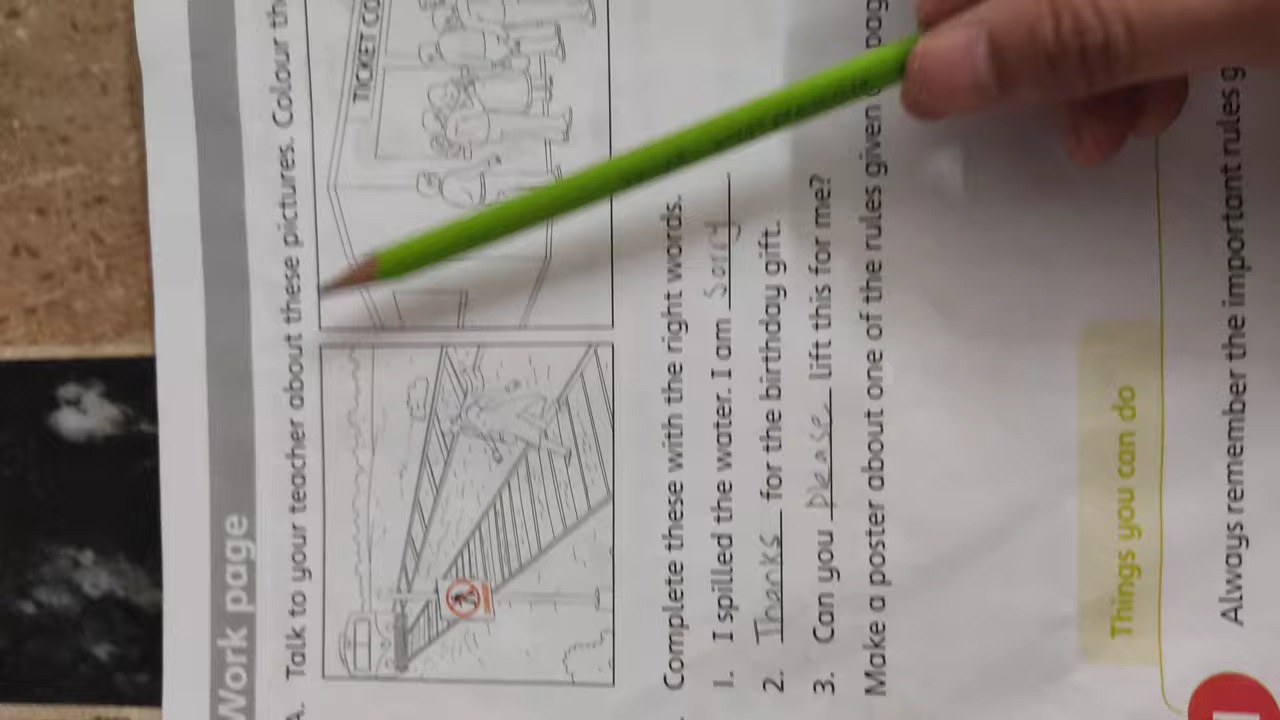 Work page
A. Talk to your teacher about these pictures. Colour th
TICKET CO
Complete these with the right words.
1. I spilled the water. I am Sorry.
2. Thanks for the birthday gift.
3. Can you please lift this for me?
Make a poster about one of the rules given pag
Things you can do
Always remember the important rules g